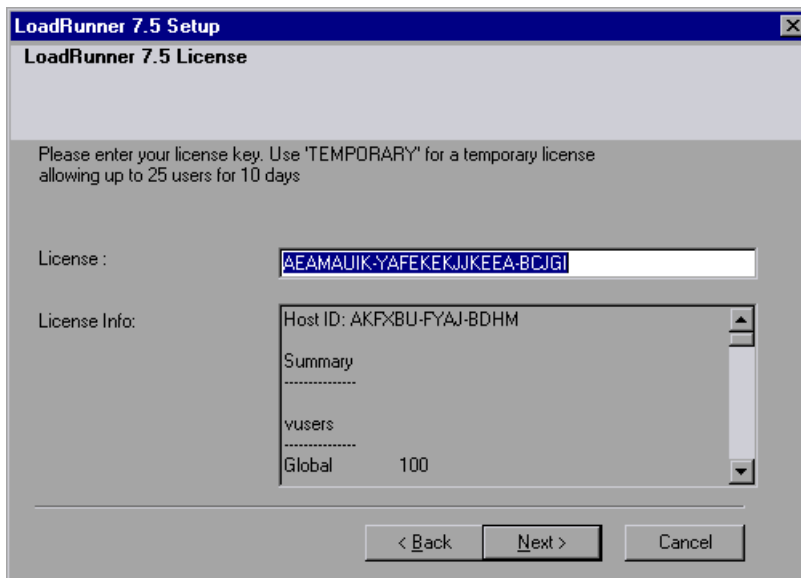 LoadRunner 7.5 Setup
LoadRunner 7.5 License
Please enter your license key. Use 'TEMPORARY' for a temporary license
allowing up to 25 users for 10 days
License : AEAMAUIK-YAFEKEKJJKEEA-BCJGI
License Info: Host ID: AKFXBU-FYAJ-BDHM
Summary
---------------
vusers
---------------
Global 100
< Back Next > Cancel